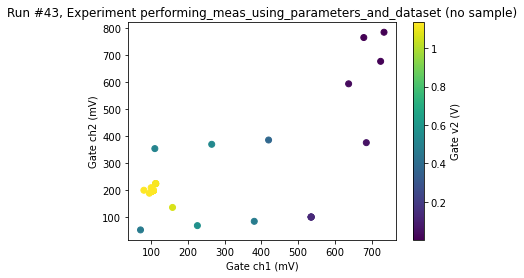 Run #43, Experiment performing_meas_using_parameters_and_dataset (no sample)
800
700
600
500
400
300
200
100
Gate ch2 (mV)
100 200 300 400 500 600 700
Gate ch1 (mV)
1
0.8
0.6
0.4
0.2
Gate v2 (V)